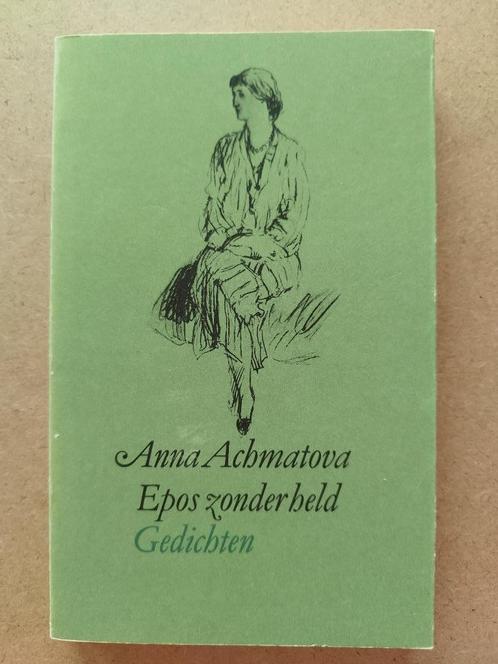 Anna Achmatova
Epos zonder held
Gedichten